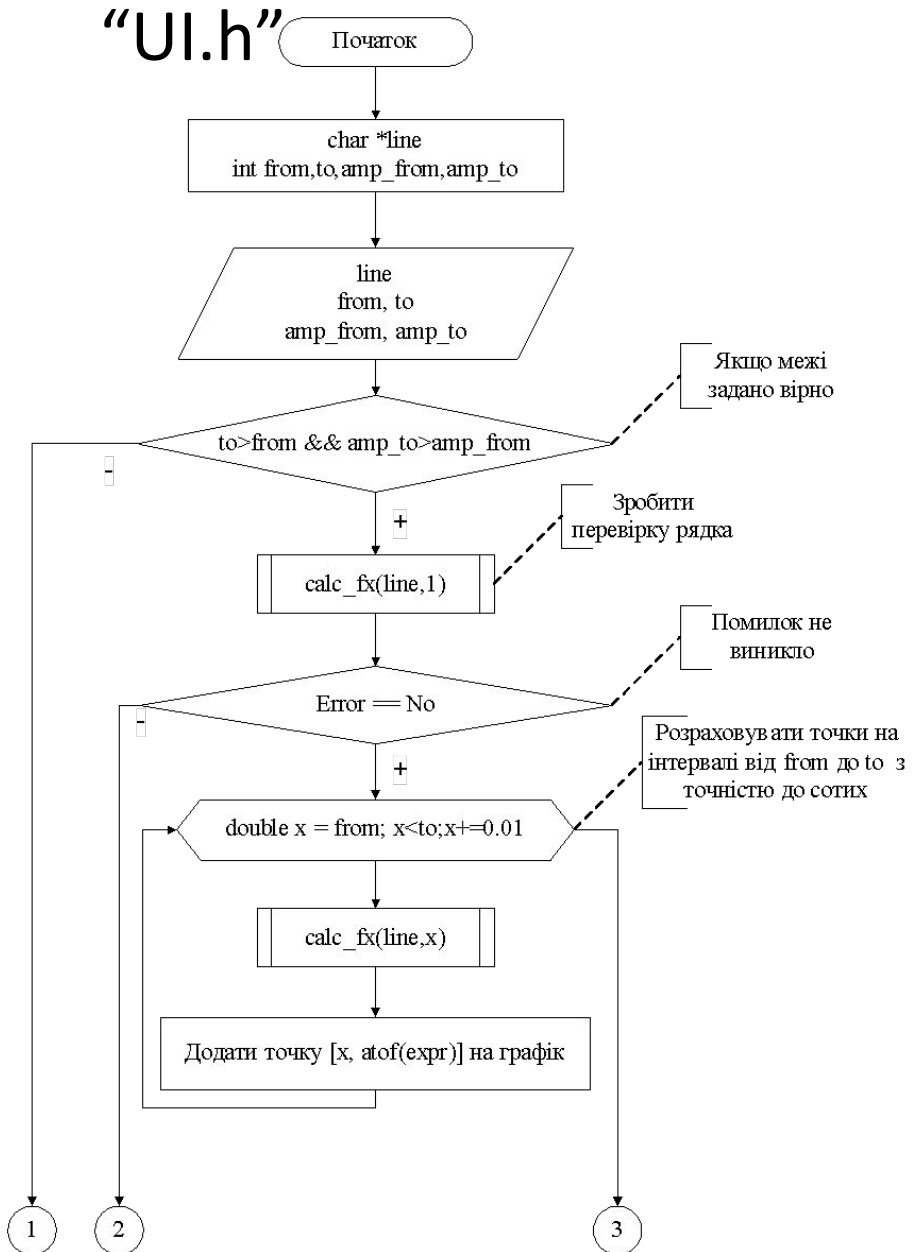 “UI.h”
Початок
char *line
int from,to,amp_from,amp_to
line
from, to
amp_from, amp_to
Якщо межі
задано вірно
to>from && amp_to>amp_from
-
+
Зробити
перевірку рядка
calc_fx(line,1)
Помилок не
виникло
Error == No
-
+
Розраховувати точки на
інтервалі від from до to з
точністю до сотих
double x = from; x<to;x+=0.01
calc_fx(line,x)
Додати точку [x, atof(expr)] на графік
1
2
3